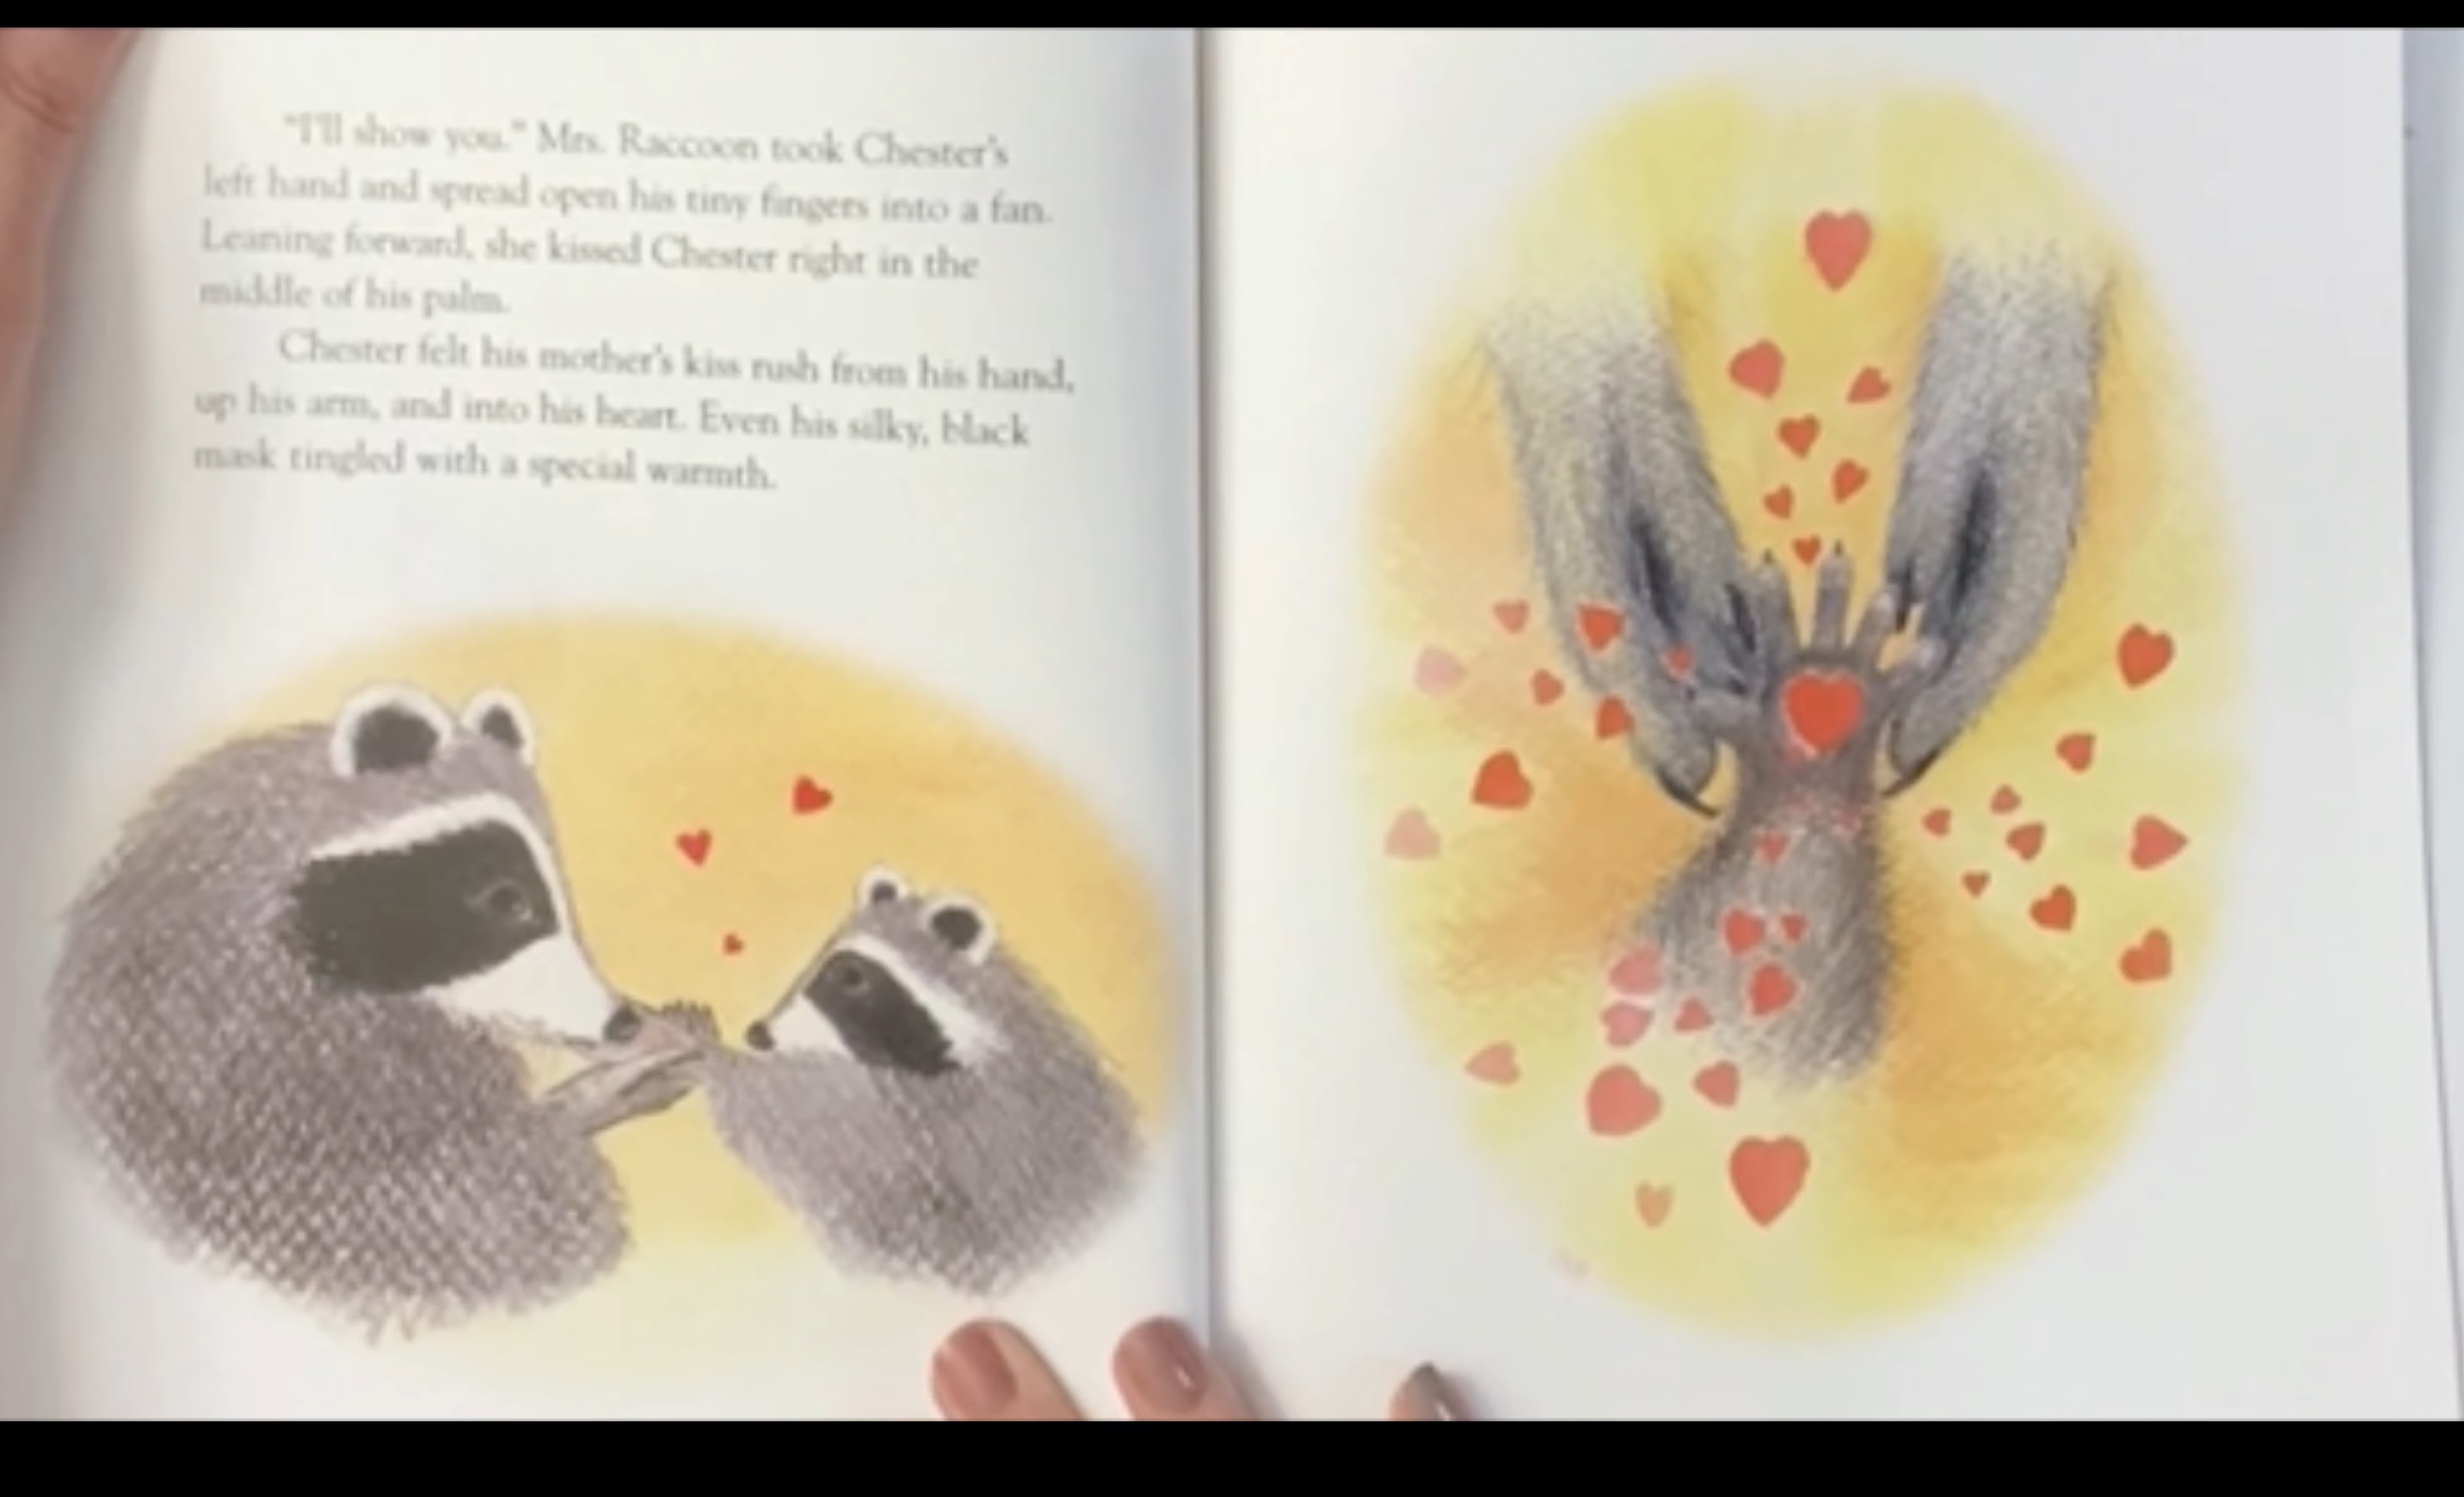 "I'll show you." Mrs. Raccoon took Chester's
left hand and spread open his tiny fingers into a fan.
Leaning forward, she kissed Chester right in the
middle of his palm.
Chester felt his mother's kiss rush from his hand,
up his arm, and into his heart. Even his silky, black
mask tingled with a special warmth.